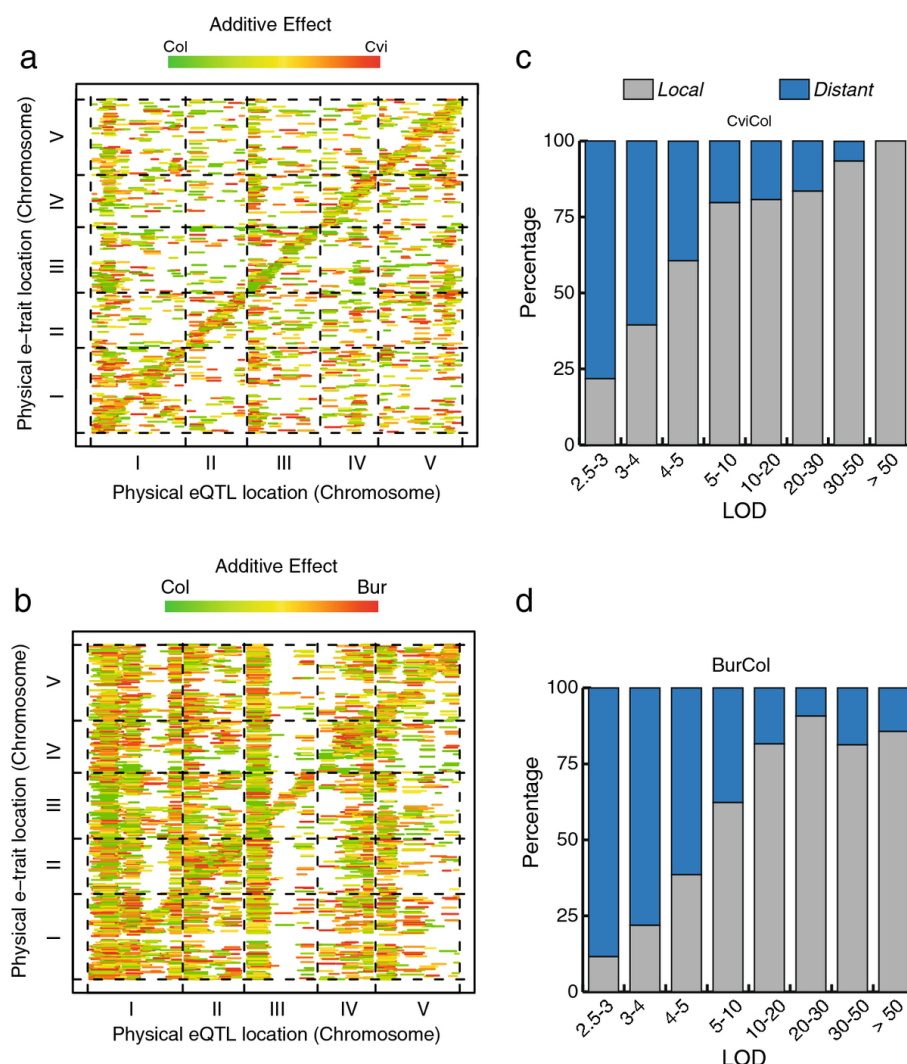 a
Additive Effect
Col Cvi
Physical e-trait location (Chromosome)
V
IV
III
II
I
I II III IV V
Physical eQTL location (Chromosome)
c
Local Distant
CviCol
Percentage
100
75
50
25
0
2.5-3 3-4 4-5 5-10 10-20 20-30 30-50 > 50
LOD
b
Additive Effect
Col Bur
Physical e-trait location (Chromosome)
V
IV
III
II
I
I II III IV V
Physical eQTL location (Chromosome)
d
BurCol
Percentage
100
75
50
25
0
2.5-3 3-4 4-5 5-10 10-20 20-30 30-50 > 50
LOD